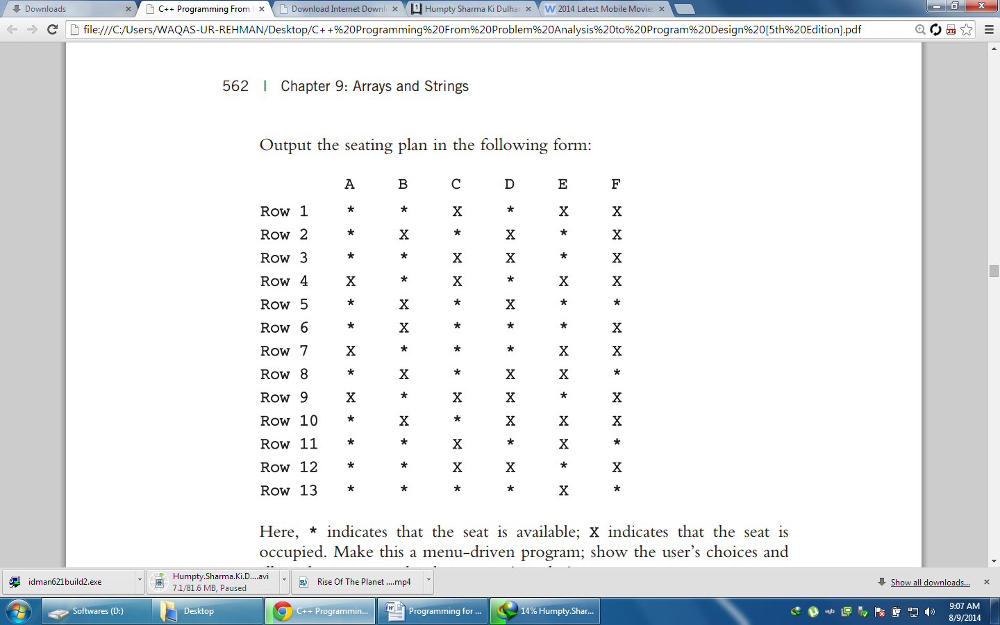 Downloads
C++ Programming From
Download Internet Down
Humpty Sharma Ki Dulha
2014 Latest Mobile Movie
file:///C:/Users/WAQAS-UR-REHMAN/Desktop/C++%20Programming%20From%20Problem%20Analysis%20to%20Program%20Design%20[5th%20Edition].pdf
562 | Chapter 9: Arrays and Strings
Output the seating plan in the following form:
A B C D E F
Row 1 * * X * X X
Row 2 * X * X * X
Row 3 * * X X * X
Row 4 X * X * X X
Row 5 * X * X * *
Row 6 * X * * * X
Row 7 X * * * X X
Row 8 * X * X X *
Row 9 X * X X * X
Row 10 * X * X X X
Row 11 * * X * X *
Row 12 * * X X * X
Row 13 * * * * X *
Here, * indicates that the seat is available; X indicates that the seat is
occupied. Make this a menu-driven program; show the user's choices and
idman621build2.exe
Humpty.Sharma.Ki.D....avi
7.1/81.6 MB, Paused
Rise Of The Planet ....mp4
Show all downloads...
Softwares (D:)
Desktop
C++ Programmin...
Programming for ...
14% Humpty.Shar...
9:07 AM
8/9/2014